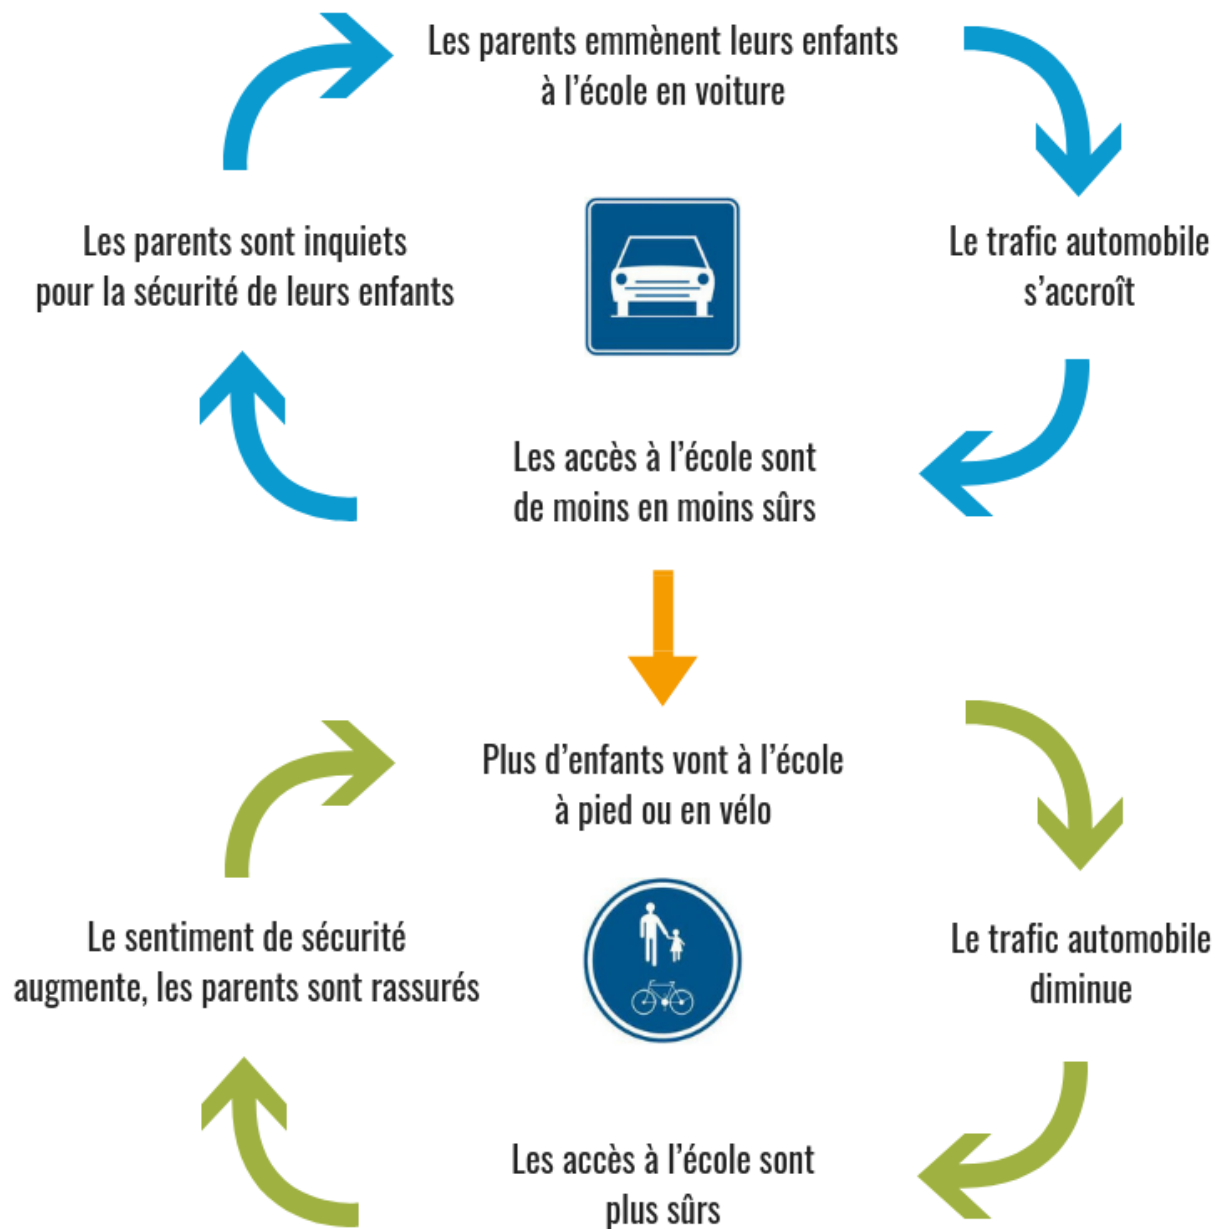 Les parents emmènent leurs enfants
à l’école en voiture
Le trafic automobile
s’accroît
Les accès à l’école sont
de moins en moins sûrs
Les parents sont inquiets
pour la sécurité de leurs enfants
Plus d’enfants vont à l’école
à pied ou en vélo
Le trafic automobile
diminue
Les accès à l’école sont
plus sûrs
Le sentiment de sécurité
augmente, les parents sont rassurés